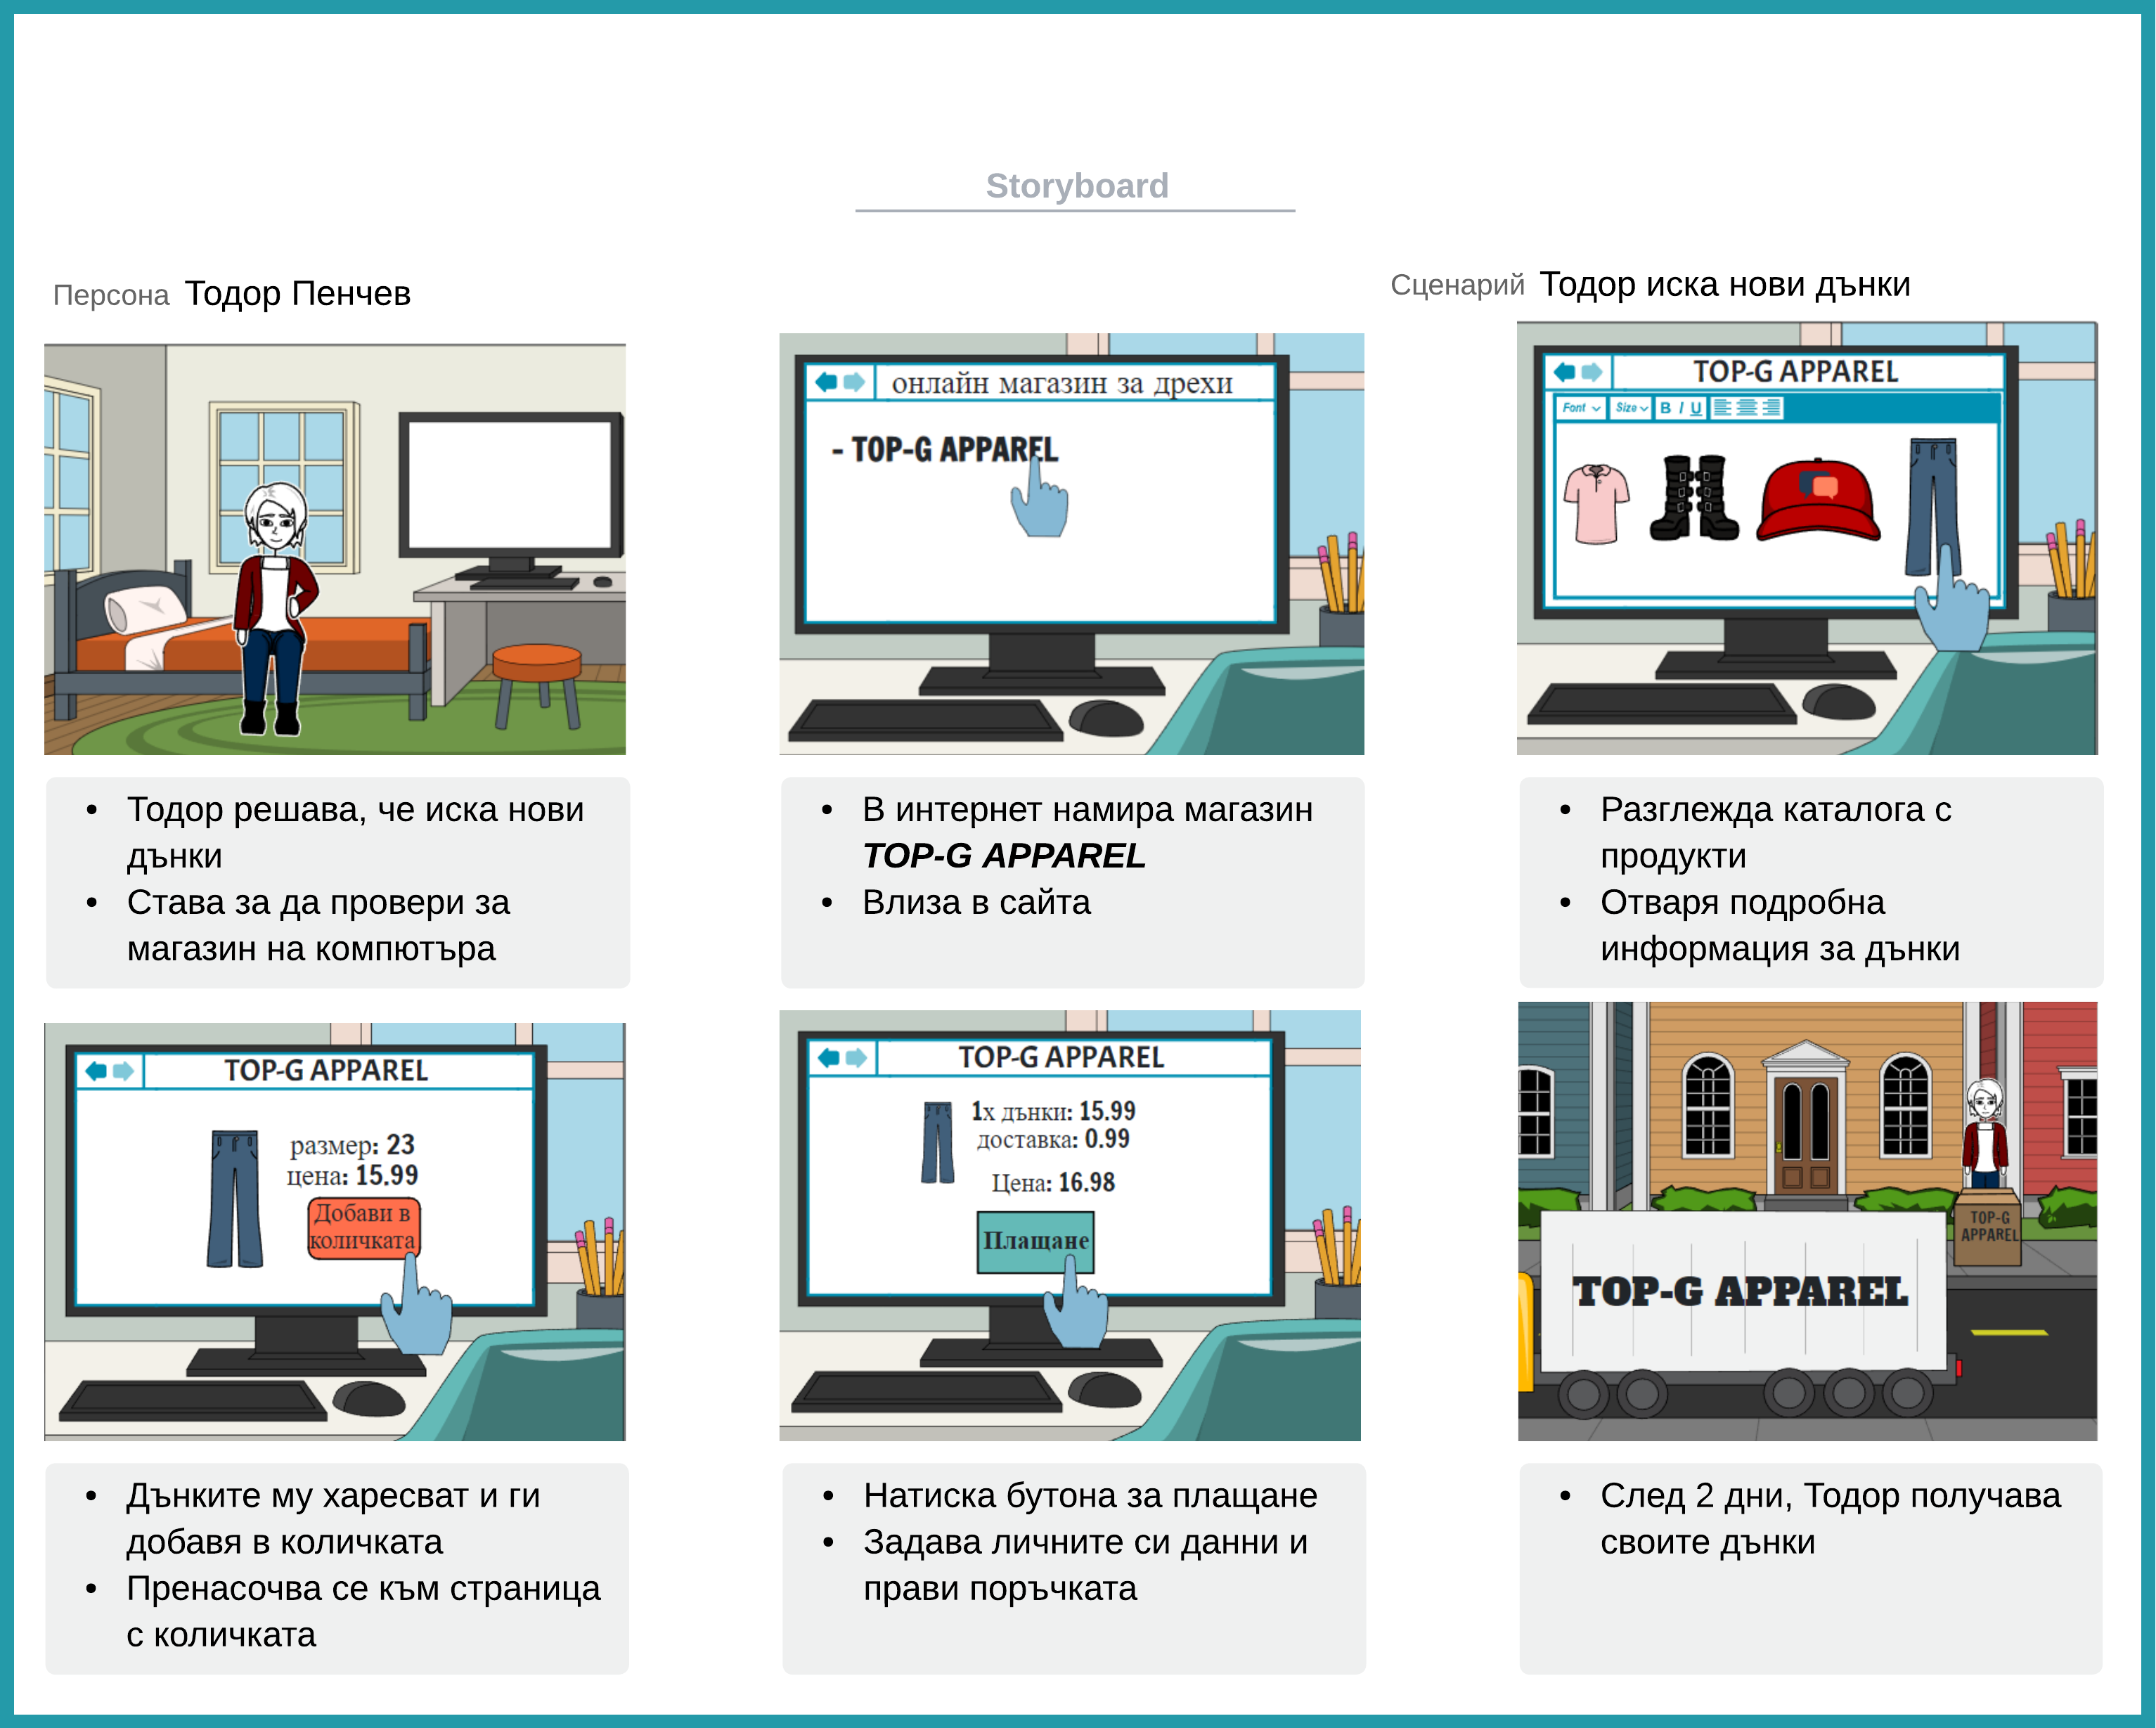 Storyboard
Персона Тодор Пенчев
Сценарий Тодор иска нови дънки
онлайн магазин за дрехи
- TOP-G APPAREL
TOP-G APPAREL
Font Size B I U
• Тодор решава, че иска нови
дънки
• Става за да провери за
магазин на компютъра
• В интернет намира магазин
TOP-G APPAREL
• Влиза в сайта
• Разглежда каталога с
продукти
• Отваря подробна
информация за дънки
TOP-G APPAREL
размер: 23
цена: 15.99
Добави в
количката
TOP-G APPAREL
1x дънки: 15.99
доставка: 0.99
Цена: 16.98
Плащане
TOP-G
APPAREL
TOP-G APPAREL
• Дънките му харесват и ги
добавя в количката
• Пренасочва се към страница
с количката
• Натиска бутона за плащане
• Задава личните си данни и
прави поръчката
• След 2 дни, Тодор получава
своите дънки